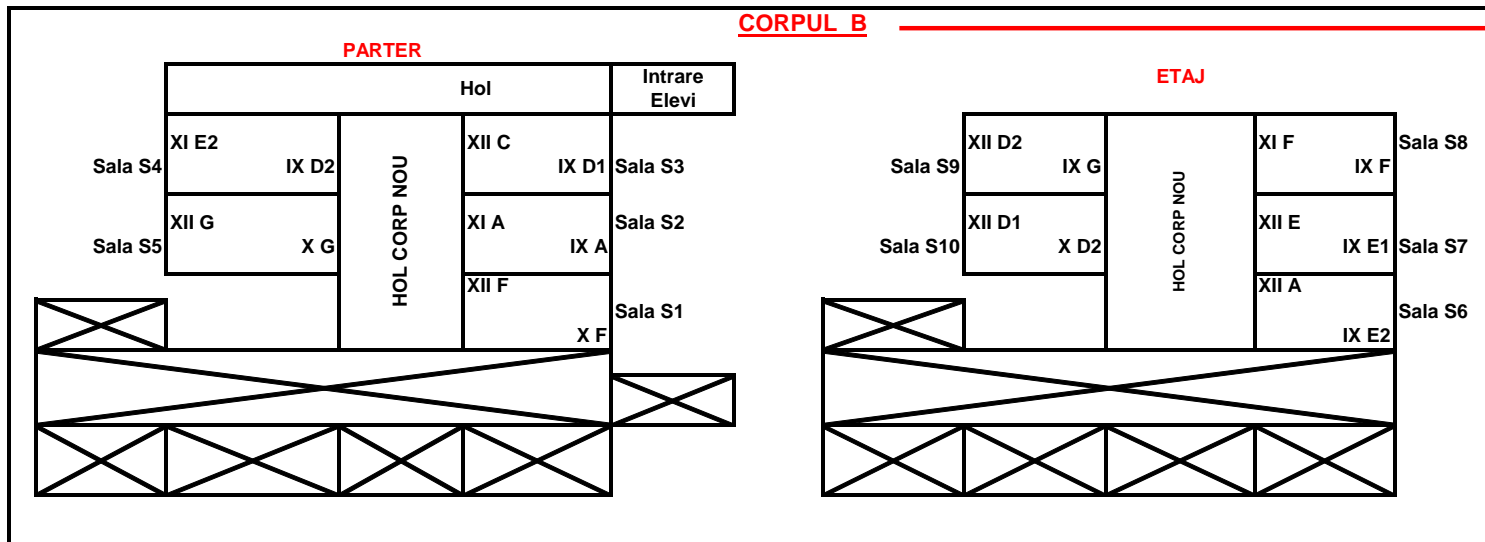 CORPUL B
PARTER
Hol
Intrare
Elevi
XI E2
Sala S4
IX D2
XII C
IX D1
Sala S3
XII G
Sala S5
X G
XI A
Sala S2
IX A
HOL CORP NOU
XII F
Sala S1
X F
ETAJ
XII D2
Sala S9
IX G
XI F
Sala S8
IX F
XII D1
Sala S10
X D2
XII E
IX E1
Sala S7
HOL CORP NOU
XII A
Sala S6
IX E2